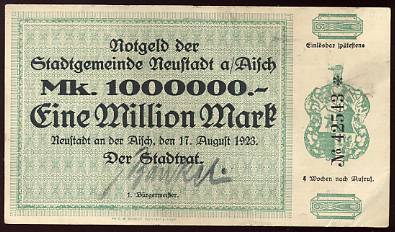 Notgeld der
Stadtgemeinde Neustadt a/Aisch
Mk. 1000000.-
Eine Million Mark
Neustadt an der Aisch, den 17. August 1923.
Der Stadtrat.
1. Bürgermeister.
Einlösbar spätestens
№ 42543 *
4 Wochen nach Aufruf.